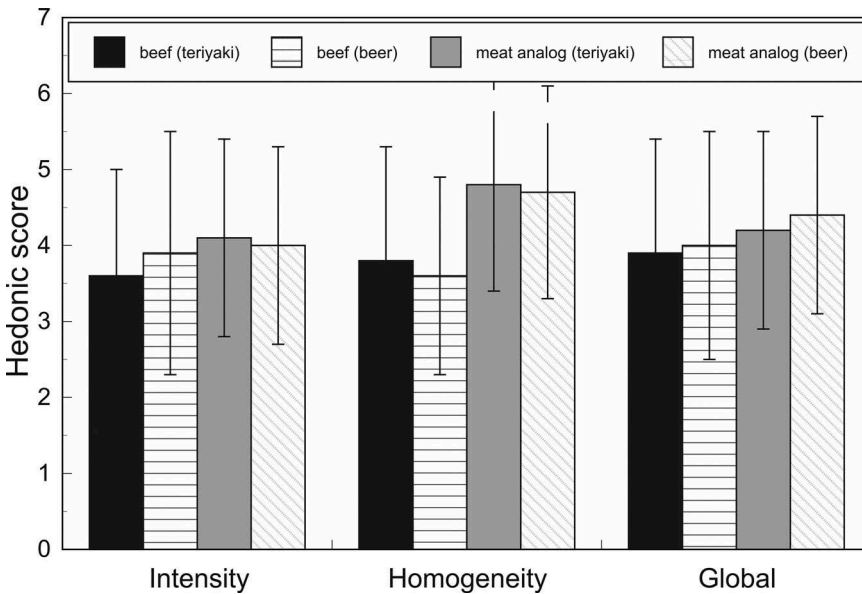 7
beef (teriyaki) beef (beer) meat analog (teriyaki) meat analog (beer)
6
5
4
3
2
1
0
Hedonic score
Intensity Homogeneity Global